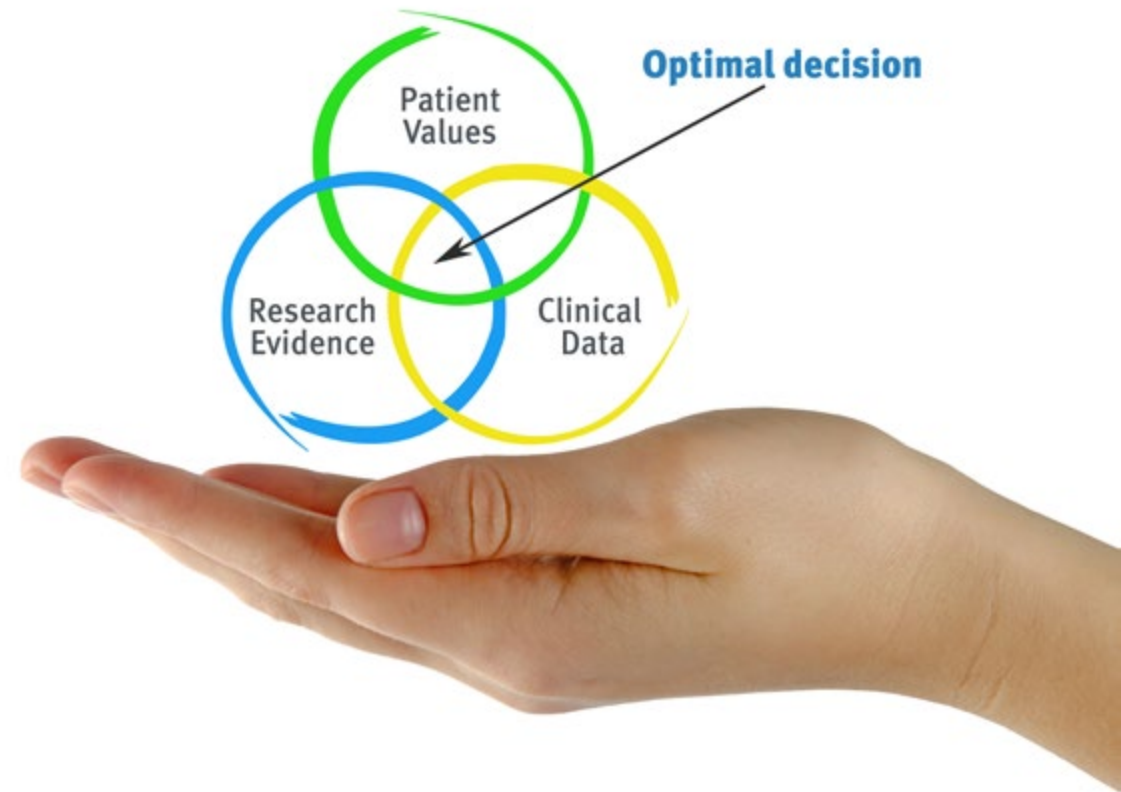 Optimal decision
Patient
Values
Research
Evidence
Clinical
Data